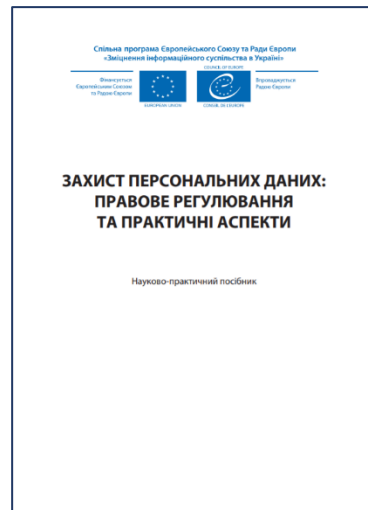 Спільна програма Європейського Союзу та Ради Європи
«Зміцнення інформаційного суспільства в Україні»
COUNCIL OF EUROPE
Фінансується
Європейським Союзом
та Радою Європи
Впроваджується
Радою Європи
EUROPEAN UNION
CONSEIL DE L'EUROPE
ЗАХИСТ ПЕРСОНАЛЬНИХ ДАНИХ:
ПРАВОВЕ РЕГУЛЮВАННЯ
ТА ПРАКТИЧНІ АСПЕКТИ
Науково-практичний посібник